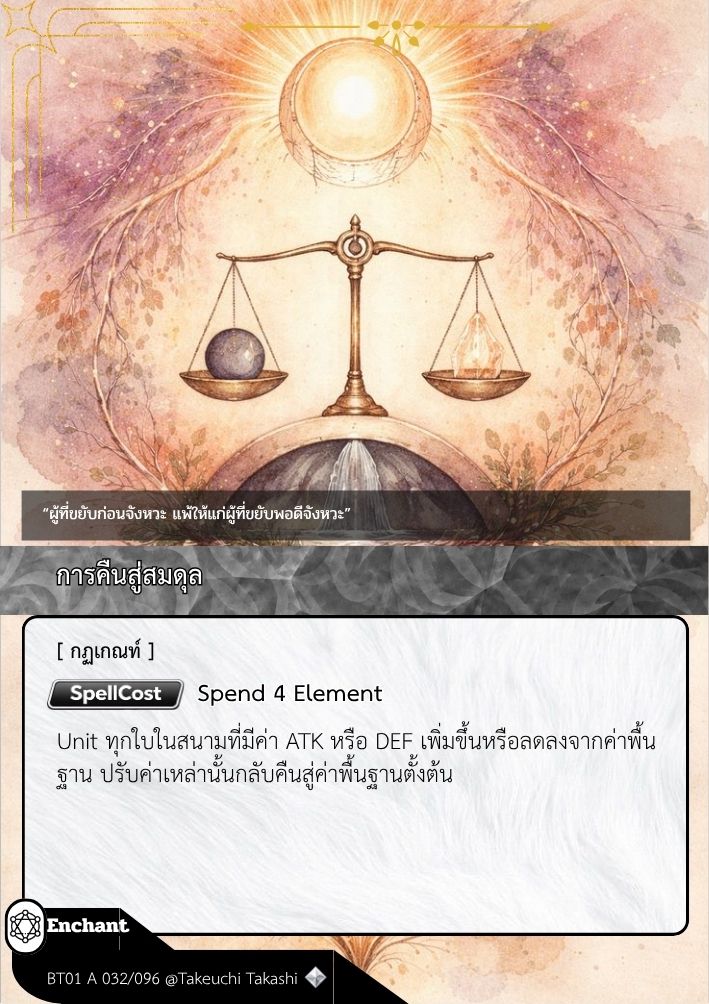 “ผู้ที่ขยับก่อนจังหวะ แพ้ให้แก่ผู้ที่ขยับพอดีจังหวะ”
การคืนสู่สมดุล
[ กฏเกณฑ์ ]
SpellCost Spend 4 Element
Unit ทุกใบในสนามที่มีค่า ATK หรือ DEF เพิ่มขึ้นหรือลดลงจากค่าพื้น
ฐาน ปรับค่าเหล่านั้นกลับคืนสู่ค่าพื้นฐานตั้งต้น
Enchant
BT01 A 032/096 @Takeuchi Takashi